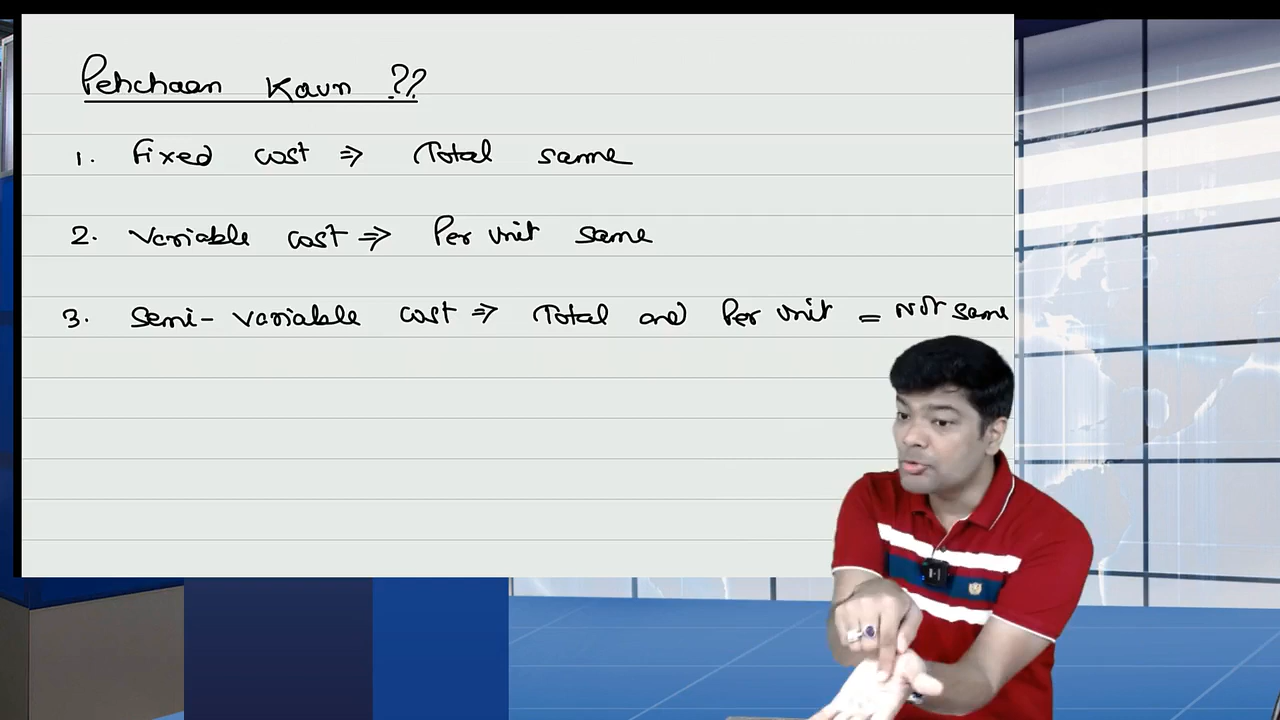 Pehchaan Kaun ??
1. Fixed cost ⇒ Total same
2. Variable cost ⇒ Per unit same
3. Semi-variable cost ⇒ Total and Per unit = Not same